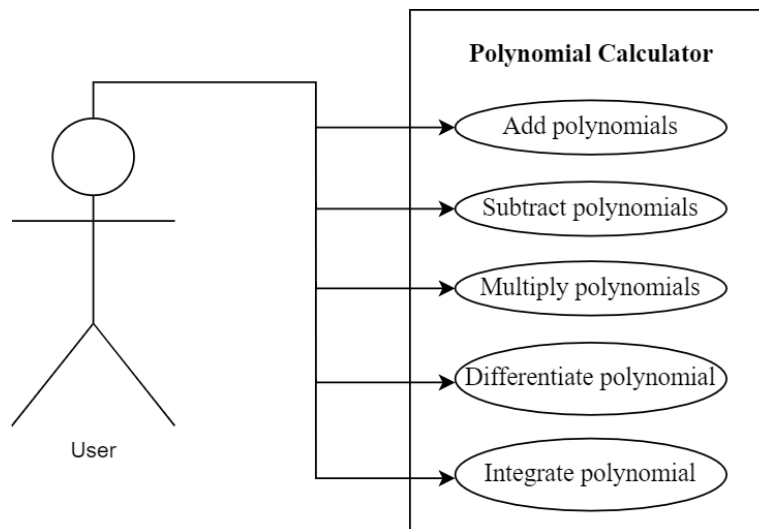 Polynomial Calculator
Add polynomials
Subtract polynomials
Multiply polynomials
Differentiate polynomial
Integrate polynomial
User